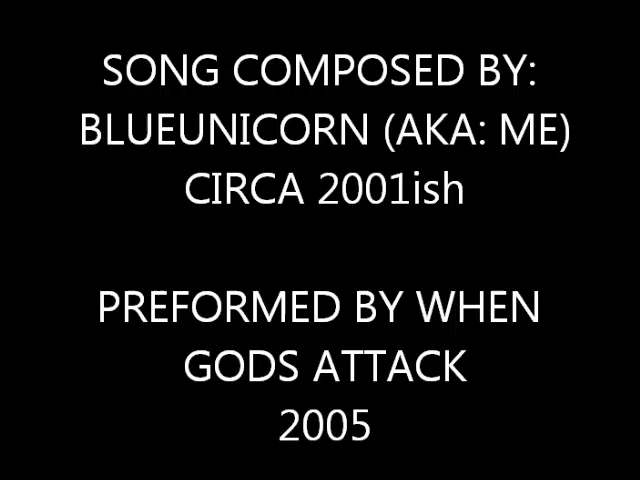 SONG COMPOSED BY:
BLUEUNICORN (AKA: ME)
CIRCA 2001ish
PREFORMED BY WHEN
GODS ATTACK
2005